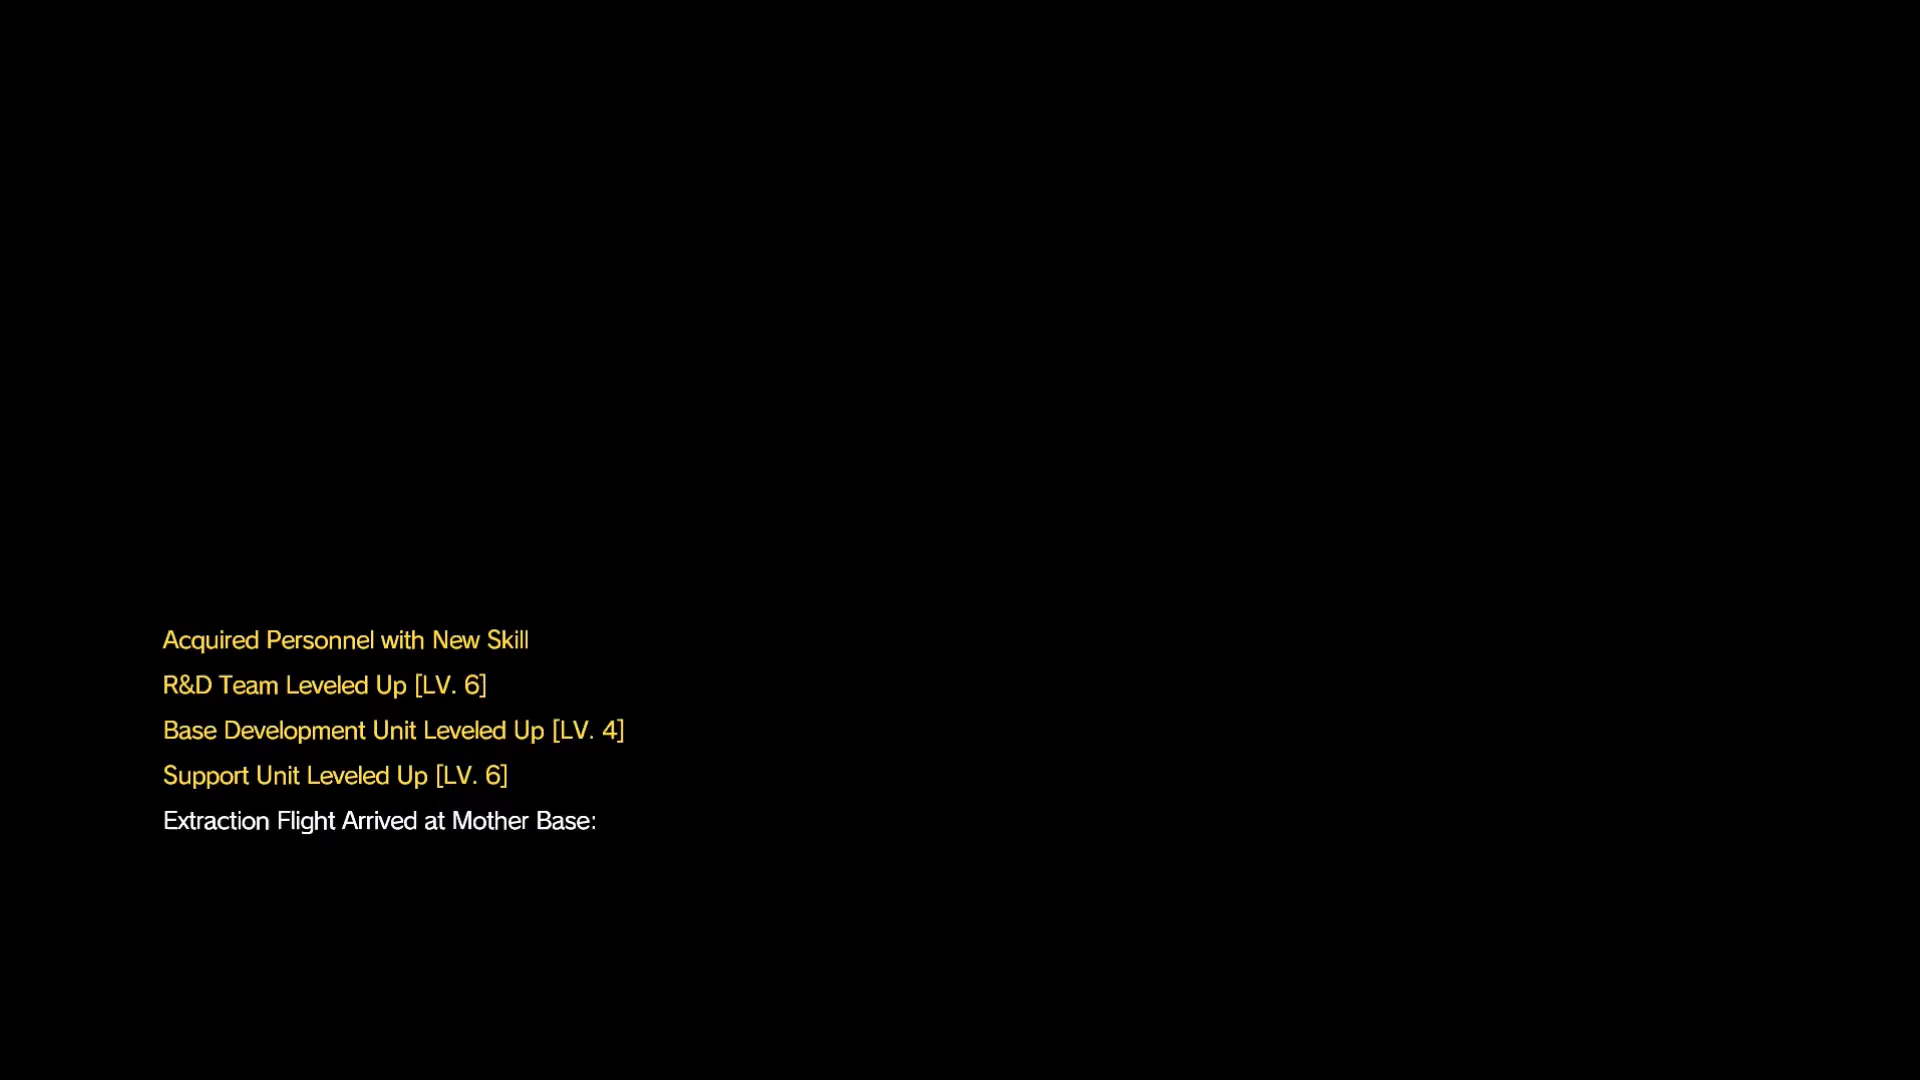 Acquired Personnel with New Skill
R&D Team Leveled Up [LV. 6]
Base Development Unit Leveled Up [LV. 4]
Support Unit Leveled Up [LV. 6]
Extraction Flight Arrived at Mother Base: